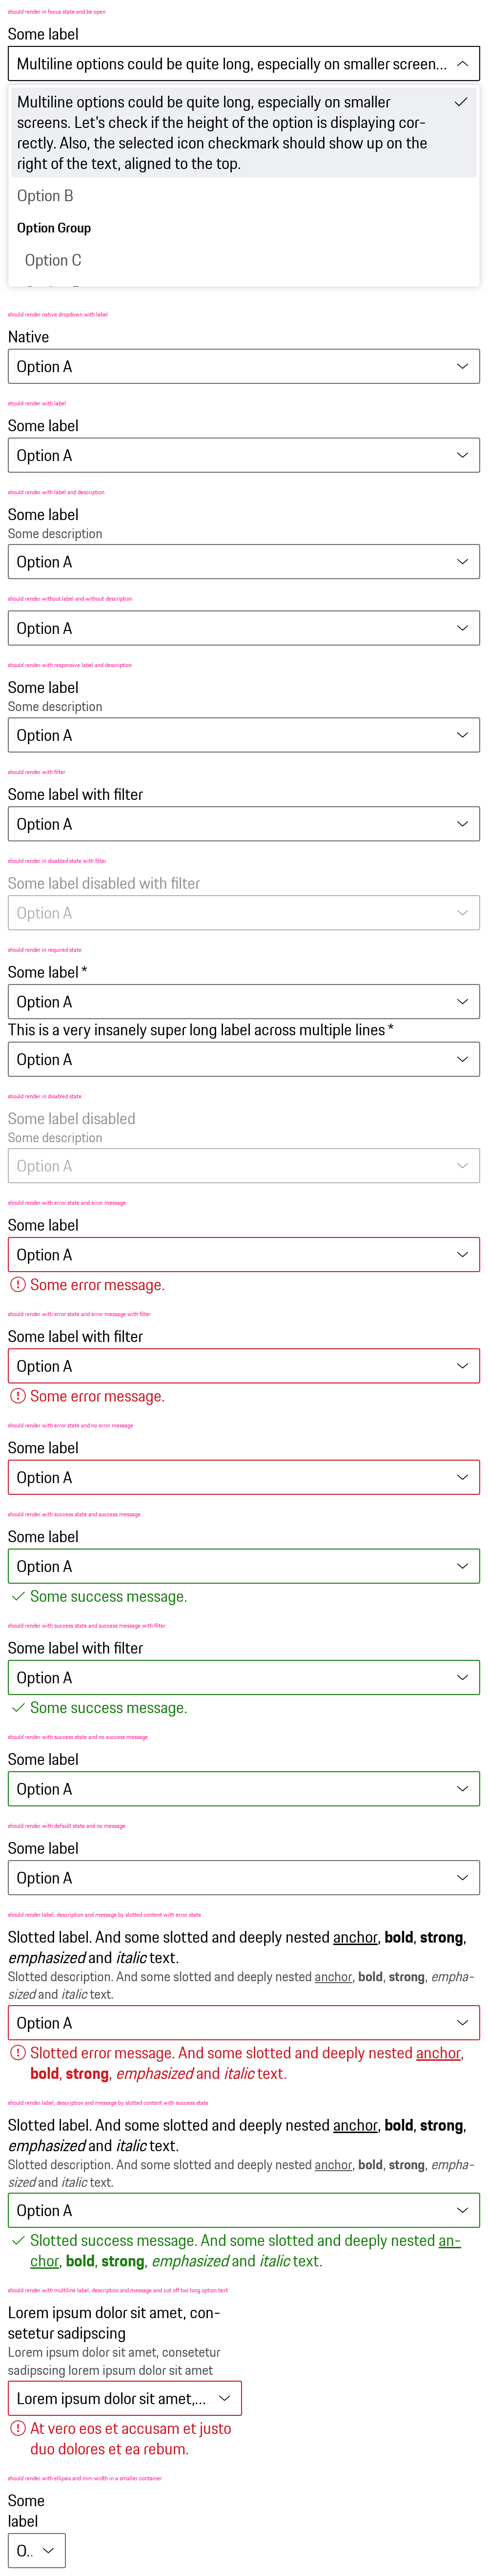 should render in focus state and be open
Some label
Multiline options could be quite long, especially on smaller screen...
Multiline options could be quite long, especially on smaller
screens. Let's check if the height of the option is displaying cor-
rectly. Also, the selected icon checkmark should show up on the
right of the text, aligned to the top.
Option B
Option Group
Option C
should render native dropdown with label
Native
Option A
should render with label
Some label
Option A
should render with label and description
Some label
Some description
Option A
should render without label and without description
Option A
should render with responsive label and description
Some label
Some description
Option A
should render with filter
Some label with filter
Option A
should render in disabled state with filter
Some label disabled with filter
Option A
should render in required state
Some label *
Option A
This is a very insanely super long label across multiple lines *
Option A
should render in disabled state
Some label disabled
Some description
Option A
should render with error state and error message
Some label
Option A
Some error message.
should render with error state and error message with filter
Some label with filter
Option A
Some error message.
should render with error state and no error message
Some label
Option A
should render with success state and success message
Some label
Option A
Some success message.
should render with success state and success message with filter
Some label with filter
Option A
Some success message.
should render with success state and no success message
Some label
Option A
should render with default state and no message
Some label
Option A
should render label, description and message by slotted content with error state
Slotted label. And some slotted and deeply nested anchor, bold, strong,
emphasized and italic text.
Slotted description. And some slotted and deeply nested anchor, bold, strong, empha-
sized and italic text.
Option A
Slotted error message. And some slotted and deeply nested anchor,
bold, strong, emphasized and italic text.
should render label, description and message by slotted content with success state
Slotted label. And some slotted and deeply nested anchor, bold, strong,
emphasized and italic text.
Slotted description. And some slotted and deeply nested anchor, bold, strong, empha-
sized and italic text.
Option A
Slotted success message. And some slotted and deeply nested an-
chor, bold, strong, emphasized and italic text.
should render with multiline label, description and message and cut off too long option text
Lorem ipsum dolor sit amet, con-
setetur sadipscing
Lorem ipsum dolor sit amet, consetetur
sadipscing lorem ipsum dolor sit amet
Lorem ipsum dolor sit amet,...
At vero eos et accusam et justo
duo dolores et ea rebum.
should render with ellipsis and min-width in a smaller container
Some
label
O..